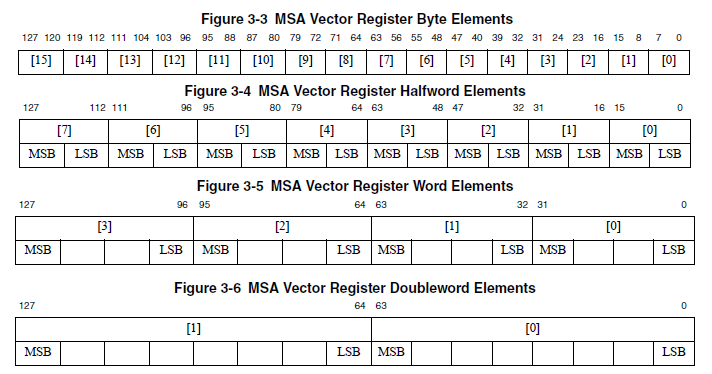 Figure 3-3 MSA Vector Register Byte Elements
127 120 119 112 111 104 103 96 95 88 87 80 79 72 71 64 63 56 55 48 47 40 39 32 31 24 23 16 15 8 7 0
[15] [14] [13] [12] [11] [10] [9] [8] [7] [6] [5] [4] [3] [2] [1] [0]
Figure 3-4 MSA Vector Register Halfword Elements
127 112 111 96 95 80 79 64 63 48 47 32 31 16 15 0
[7] [6] [5] [4] [3] [2] [1] [0]
MSB LSB MSB LSB MSB LSB MSB LSB MSB LSB MSB LSB MSB LSB MSB LSB
Figure 3-5 MSA Vector Register Word Elements
127 96 95 64 63 32 31 0
[3] [2] [1] [0]
MSB LSB MSB LSB MSB LSB MSB LSB
Figure 3-6 MSA Vector Register Doubleword Elements
127 64 63 0
[1] [0]
MSB LSB MSB LSB